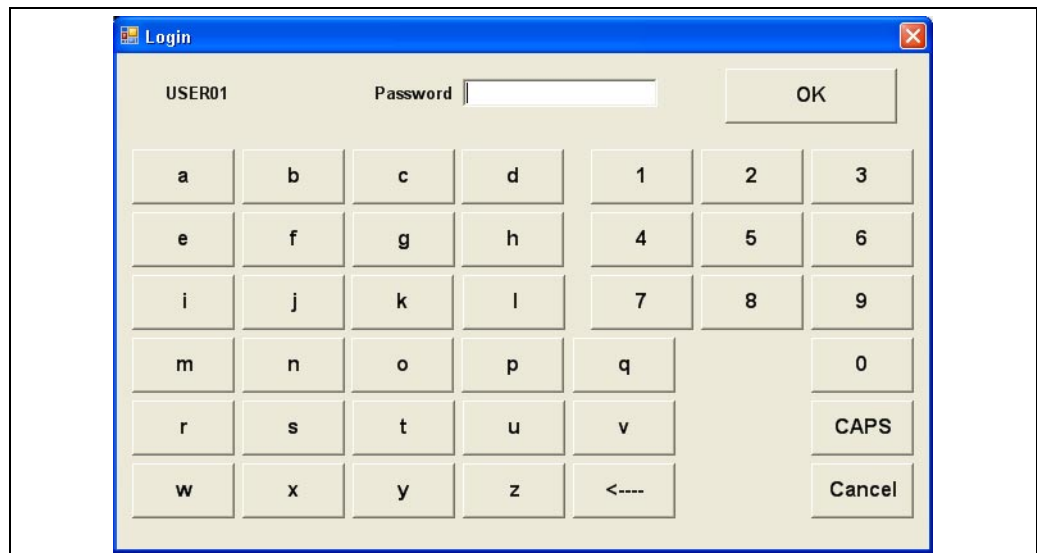 Login
USER01 Password OK
a b c d 1 2 3
e f g h 4 5 6
i j k l 7 8 9
m n o p q 0
r s t u v CAPS
w x y z <---- Cancel